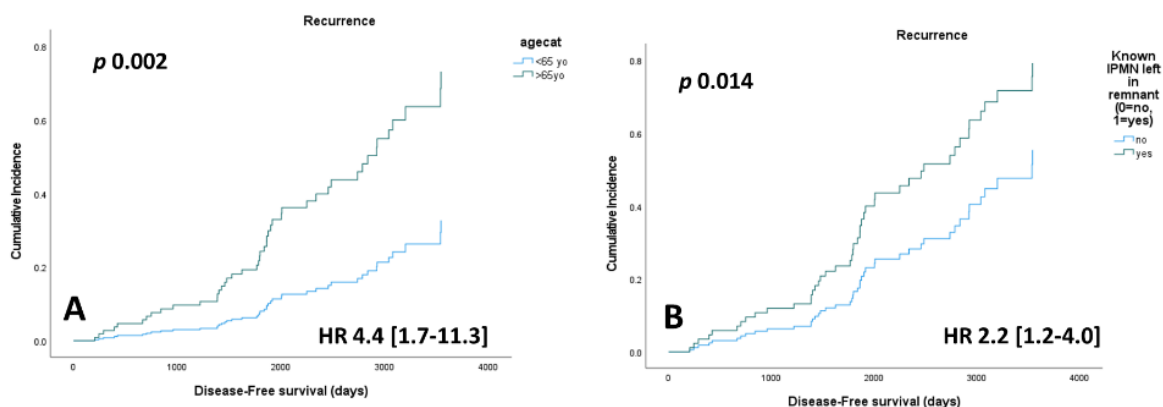 Recurrence
p 0.002
agecat
<65 yo
>65yo
0.8
0.6
0.4
0.2
0.0
Cumulative Incidence
A
HR 4.4 [1.7-11.3]
0
1000
2000
3000
4000
Disease-Free survival (days)
Recurrence
p 0.014
Known
IPMN left
in
remnant
(0=no,
1=yes)
no
yes
0.8
0.6
0.4
0.2
0.0
Cumulative Incidence
B
HR 2.2 [1.2-4.0]
0
1000
2000
3000
4000
Disease-Free survival (days)